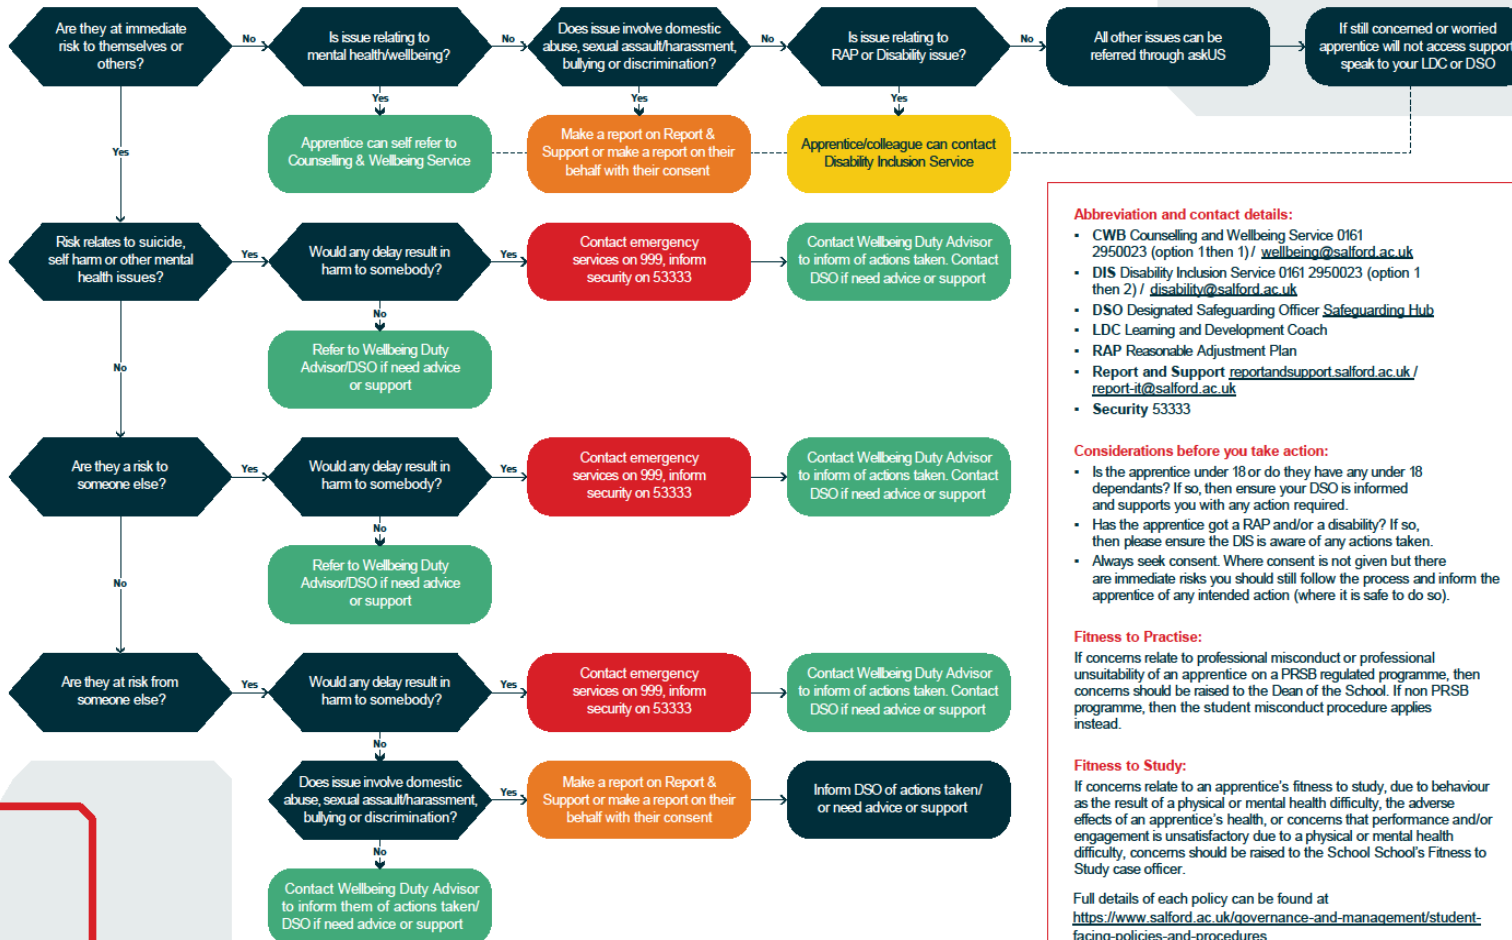 Are they at immediate
risk to themselves or
others?
No
Is issue relating to
mental health/wellbeing?
No
Does issue involve domestic
abuse, sexual assault/harassment,
bullying or discrimination?
No
Is issue relating to
RAP or Disability issue?
No
All other issues can be
referred through askUS
If still concerned or worried
apprentice will not access support
speak to your LDC or DSO
Yes
Yes
Yes
Yes
Apprentice can self refer to
Counselling & Wellbeing Service
Make a report on Report &
Support or make a report on their
behalf with their consent
Apprentice/colleague can contact
Disability Inclusion Service
Risk relates to suicide,
self harm or other mental
health issues?
Yes
Would any delay result in
harm to somebody?
Yes
Contact emergency
services on 999, inform
security on 53333
Contact Wellbeing Duty Advisor
to inform of actions taken. Contact
DSO if need advice or support
No
Refer to Wellbeing Duty
Advisor/DSO if need advice
or support
No
Are they a risk to
someone else?
Yes
Would any delay result in
harm to somebody?
Yes
Contact emergency
services on 999, inform
security on 53333
Contact Wellbeing Duty Advisor
to inform of actions taken. Contact
DSO if need advice or support
No
Refer to Wellbeing Duty
Advisor/DSO if need advice
or support
No
Are they at risk from
someone else?
Yes
Would any delay result in
harm to somebody?
Yes
Contact emergency
services on 999, inform
security on 53333
Contact Wellbeing Duty Advisor
to inform of actions taken. Contact
DSO if need advice or support
No
Does issue involve domestic
abuse, sexual assault/harassment,
bullying or discrimination?
Yes
Make a report on Report &
Support or make a report on their
behalf with their consent
Inform DSO of actions taken/
or need advice or support
No
Contact Wellbeing Duty Advisor
to inform them of actions taken/
DSO if need advice or support
Abbreviation and contact details:
▪ CWB Counselling and Wellbeing Service 0161
2950023 (option 1then 1) / wellbeing@salford.ac.uk
▪ DIS Disability Inclusion Service 0161 2950023 (option 1
then 2) / disability@salford.ac.uk
▪ DSO Designated Safeguarding Officer Safeguarding Hub
▪ LDC Learning and Development Coach
▪ RAP Reasonable Adjustment Plan
▪ Report and Support reportandsupport.salford.ac.uk /
report-it@salford.ac.uk
▪ Security 53333
Considerations before you take action:
▪ Is the apprentice under 18 or do they have any under 18
dependants? If so, then ensure your DSO is informed
and supports you with any action required.
▪ Has the apprentice got a RAP and/or a disability? If so,
then please ensure the DIS is aware of any actions taken.
▪ Always seek consent. Where consent is not given but there
are immediate risks you should still follow the process and inform the
apprentice of any intended action (where it is safe to do so).
Fitness to Practise:
If concerns relate to professional misconduct or professional
unsuitability of an apprentice on a PRSB regulated programme, then
concerns should be raised to the Dean of the School. If non PRSB
programme, then the student misconduct procedure applies
instead.
Fitness to Study:
If concerns relate to an apprentice's fitness to study, due to behaviour
as the result of a physical or mental health difficulty, the adverse
effects of an apprentice's health, or concerns that performance and/or
engagement is unsatisfactory due to a physical or mental health
difficulty, concerns should be raised to the School School's Fitness to
Study case officer.
Full details of each policy can be found at
https://www.salford.ac.uk/governance-and-management/student-
facing-policies-and-procedures